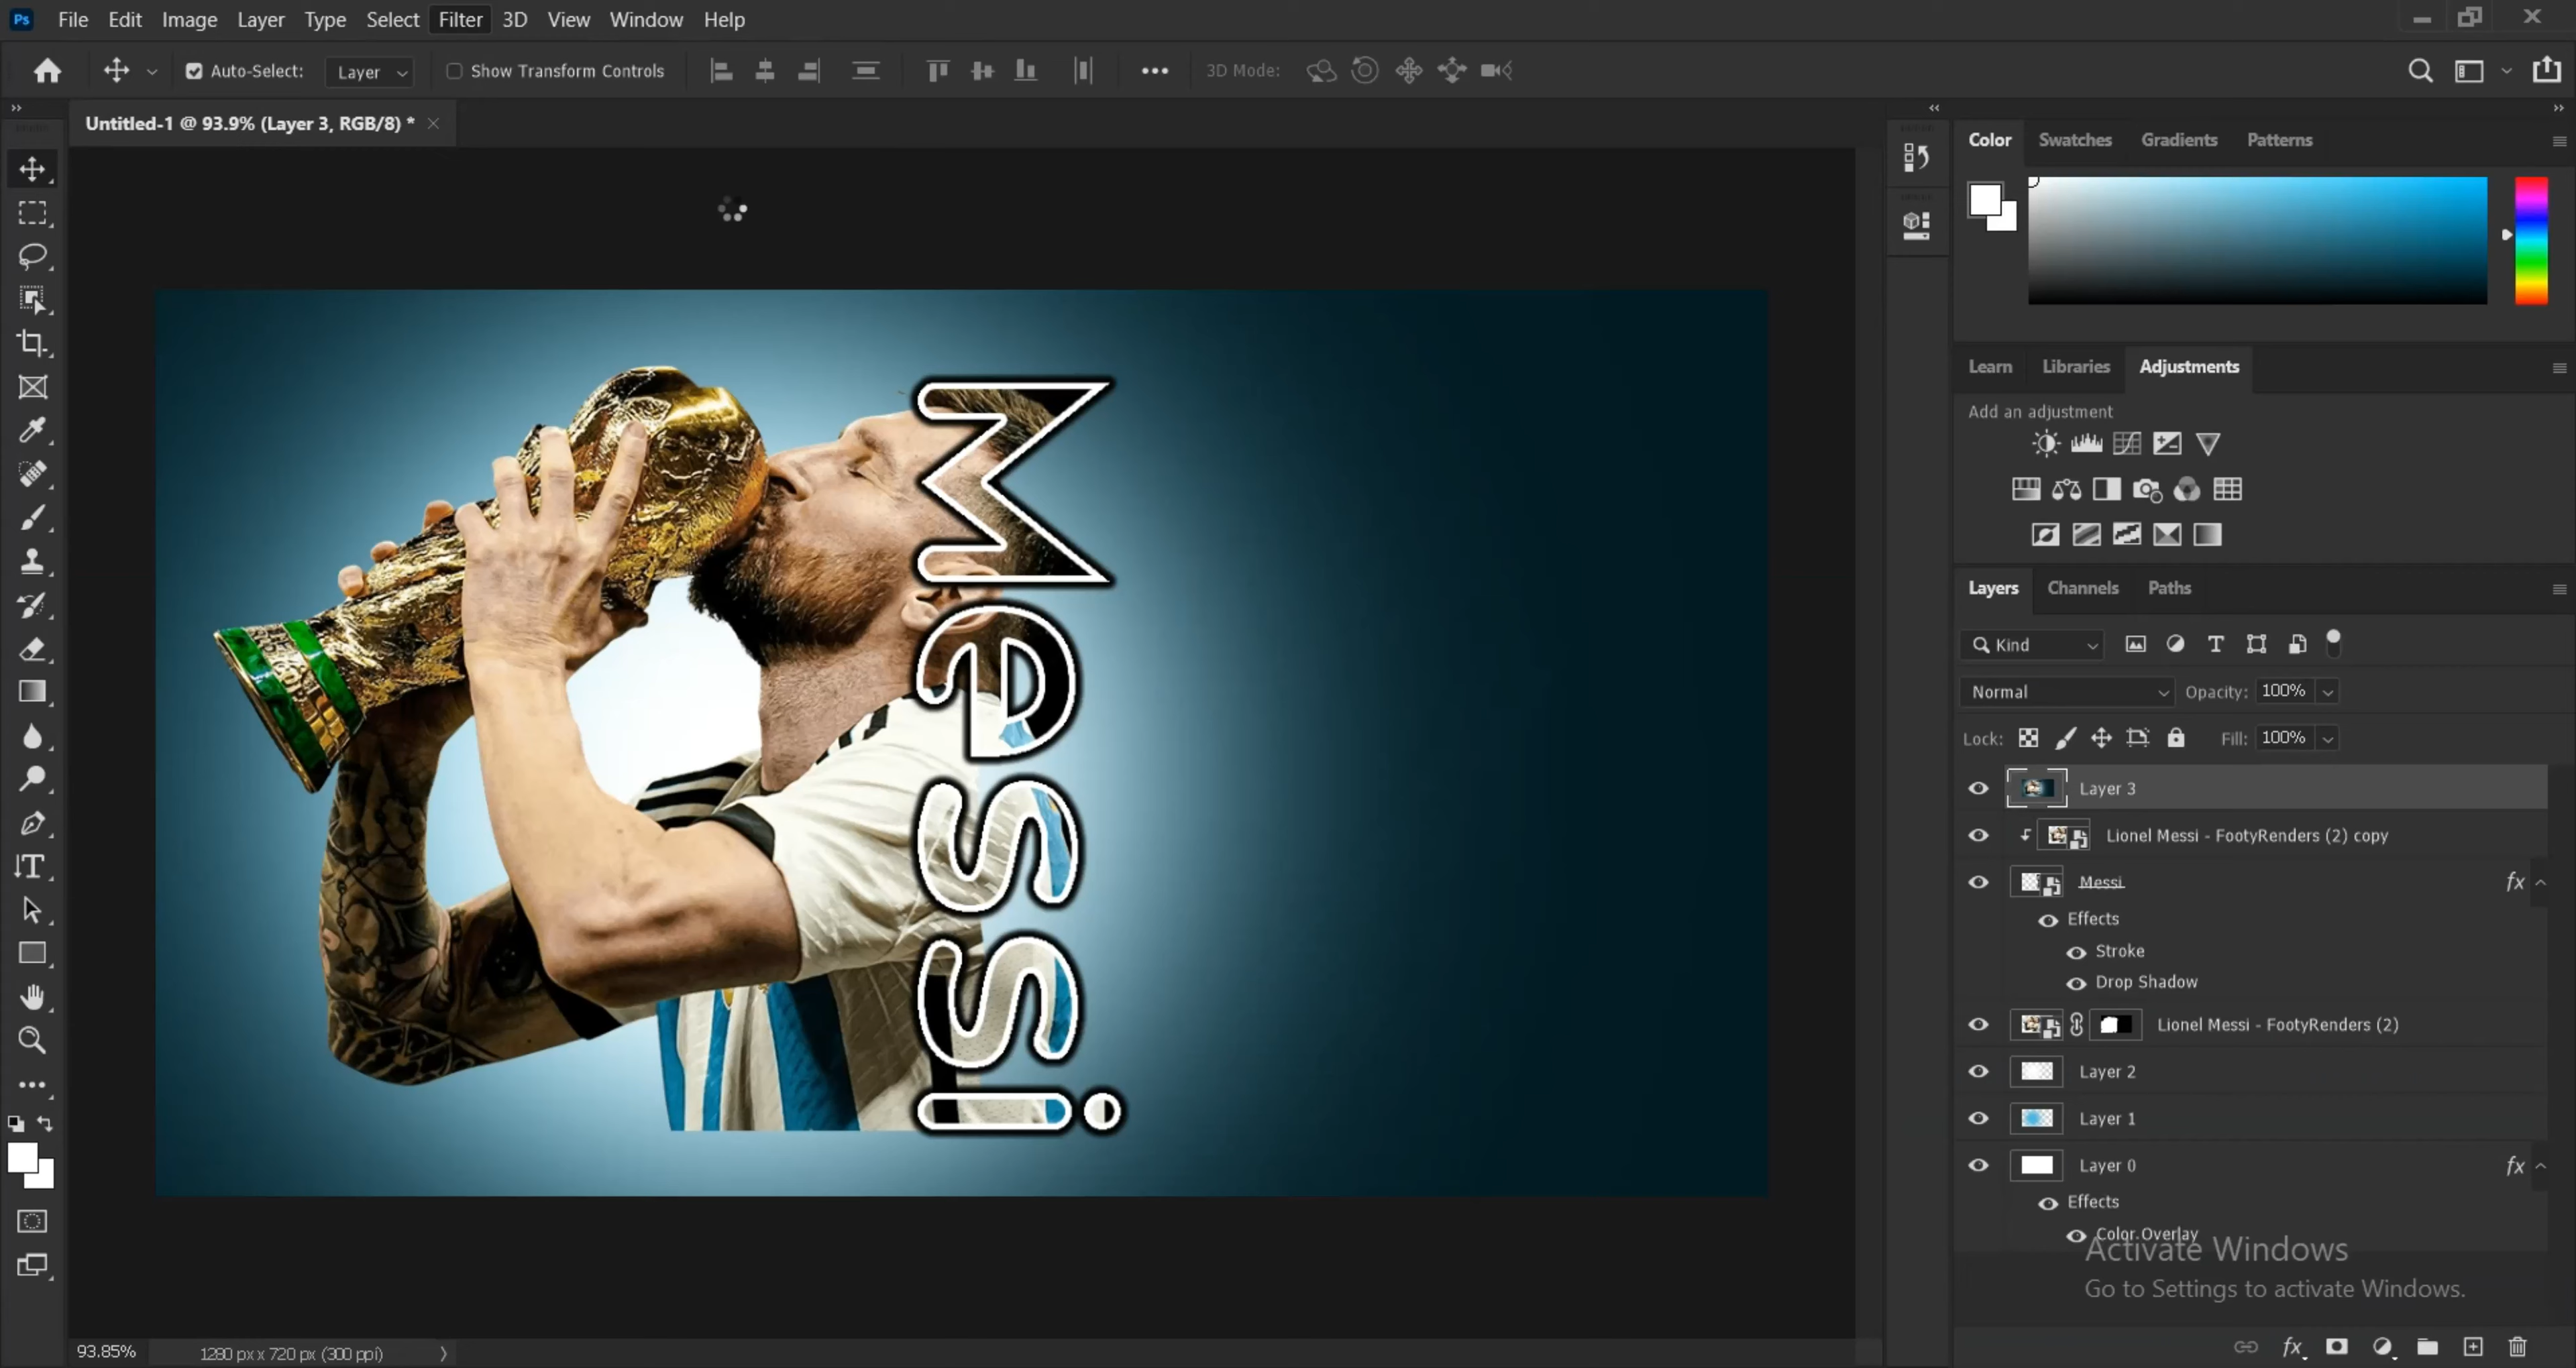 Ps File Edit Image Layer Type Select Filter 3D View Window Help
Auto-Select: Layer Show Transform Controls 3D Mode:
Untitled-1 @ 93.9% (Layer 3, RGB/8) *
Messi
Color Swatches Gradients Patterns
Learn Libraries Adjustments
Add an adjustment
Layers Channels Paths
Kind
Normal Opacity: 100%
Lock: Fill: 100%
Layer 3
Lionel Messi - FootyRenders (2) copy
Messi fx
Effects
Stroke
Drop Shadow
Lionel Messi - FootyRenders (2)
Layer 2
Layer 1
Layer 0 fx
Effects
Color Overlay
Activate Windows
Go to Settings to activate Windows.
93.85% 1280 px x 720 px (300 ppi)
fx